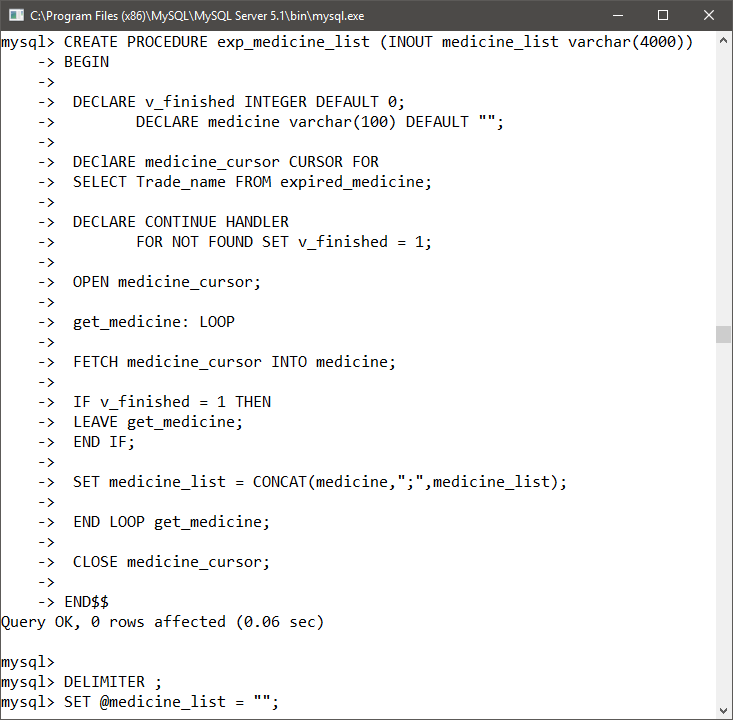 C:\Program Files (x86)\MySQL\MySQL Server 5.1\bin\mysql.exe
mysql> CREATE PROCEDURE exp_medicine_list (INOUT medicine_list varchar(4000))
    -> BEGIN
    ->
    ->  DECLARE v_finished INTEGER DEFAULT 0;
    ->         DECLARE medicine varchar(100) DEFAULT "";
    ->
    ->  DEClARE medicine_cursor CURSOR FOR
    ->  SELECT Trade_name FROM expired_medicine;
    ->
    ->  DECLARE CONTINUE HANDLER
    ->         FOR NOT FOUND SET v_finished = 1;
    ->
    ->  OPEN medicine_cursor;
    ->
    ->  get_medicine: LOOP
    ->
    ->  FETCH medicine_cursor INTO medicine;
    ->
    ->  IF v_finished = 1 THEN
    ->  LEAVE get_medicine;
    ->  END IF;
    ->
    ->  SET medicine_list = CONCAT(medicine,";",medicine_list);
    ->
    ->  END LOOP get_medicine;
    ->
    ->  CLOSE medicine_cursor;
    ->
    -> END$$
Query OK, 0 rows affected (0.06 sec)

mysql>
mysql> DELIMITER ;
mysql> SET @medicine_list = "";